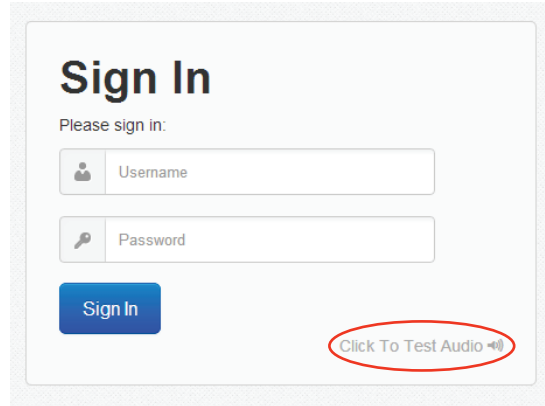 Sign In
Please sign in:
Username
Password
Sign In
Click To Test Audio